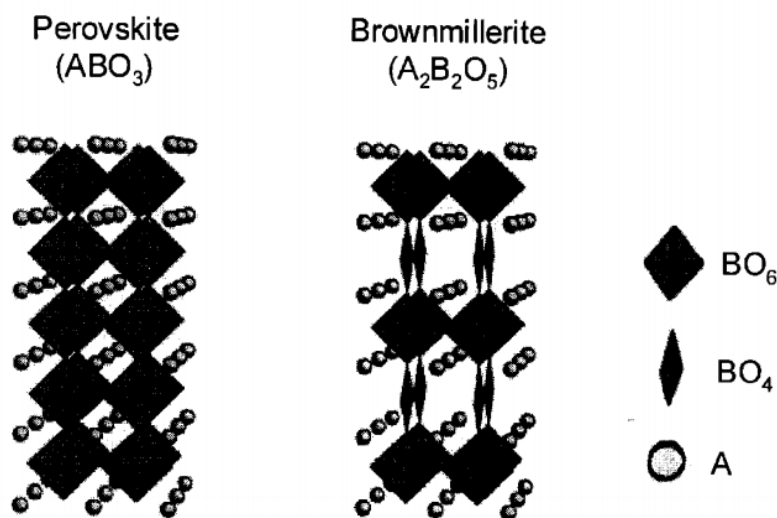 Perovskite
(ABO₃)
Brownmillerite
(A₂B₂O₅)
BO₆
BO₄
A